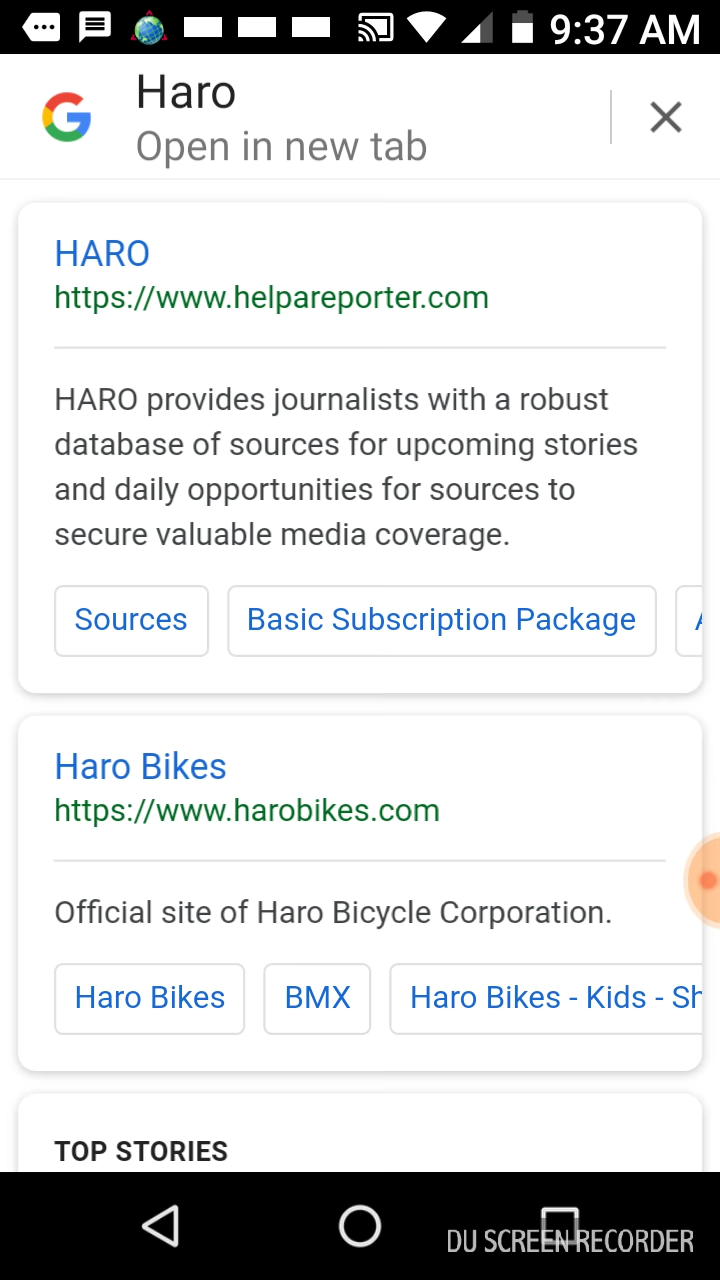 9:37 AM
Haro
Open in new tab
HARO
https://www.helpareporter.com
HARO provides journalists with a robust
database of sources for upcoming stories
and daily opportunities for sources to
secure valuable media coverage.
Sources Basic Subscription Package
Haro Bikes
https://www.harobikes.com
Official site of Haro Bicycle Corporation.
Haro Bikes BMX Haro Bikes - Kids - Sh
TOP STORIES
DU SCREEN RECORDER